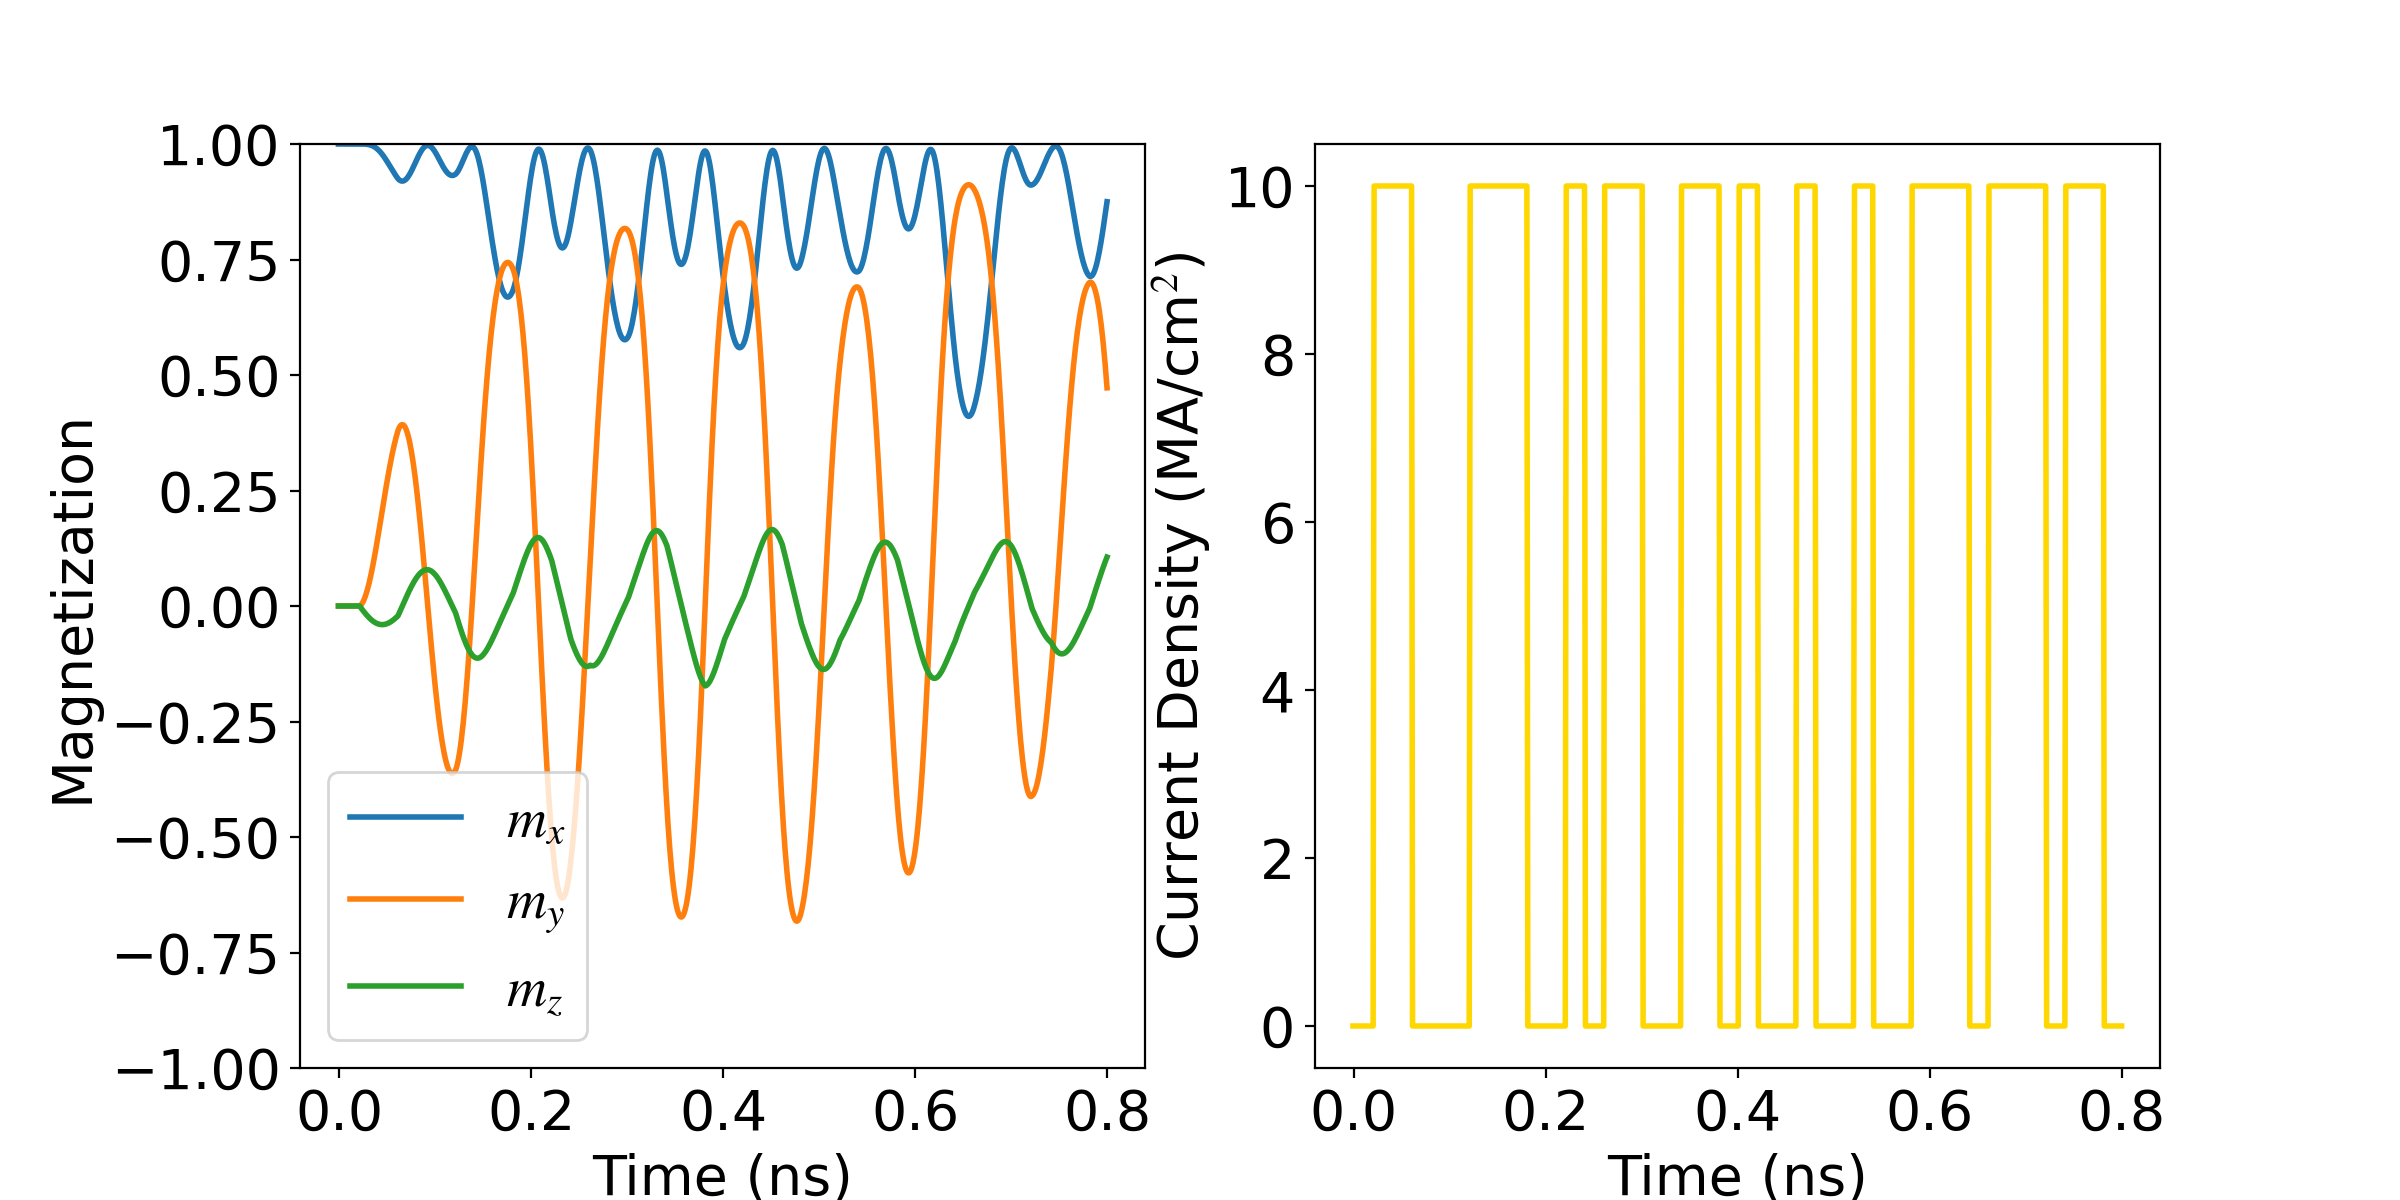 Magnetization
1.00
0.75
0.50
0.25
0.00
−0.25
−0.50
−0.75
−1.00
m_x
m_y
m_z
0.0 0.2 0.4 0.6 0.8
Time (ns)
Current Density (MA/cm²)
10
8
6
4
2
0
0.0 0.2 0.4 0.6 0.8
Time (ns)